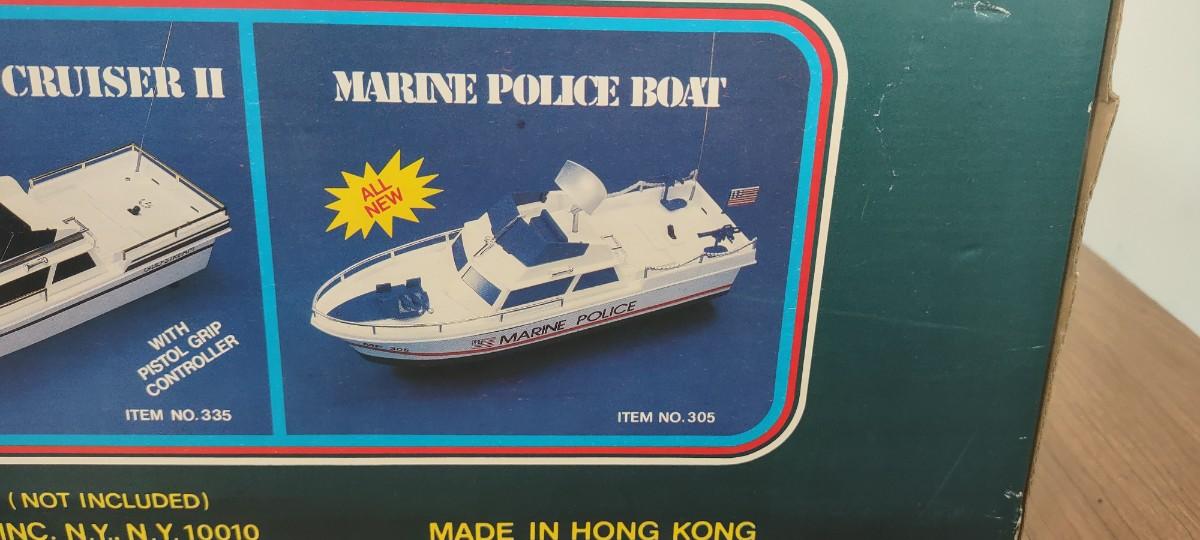 CRUISER II
WITH
PISTOL GRIP
CONTROLLER
ITEM NO. 335
MARINE POLICE BOAT
ALL
NEW
MARINE POLICE
ITEM NO. 305
(NOT INCLUDED)
INC. N.Y., N.Y. 10010
MADE IN HONG KONG